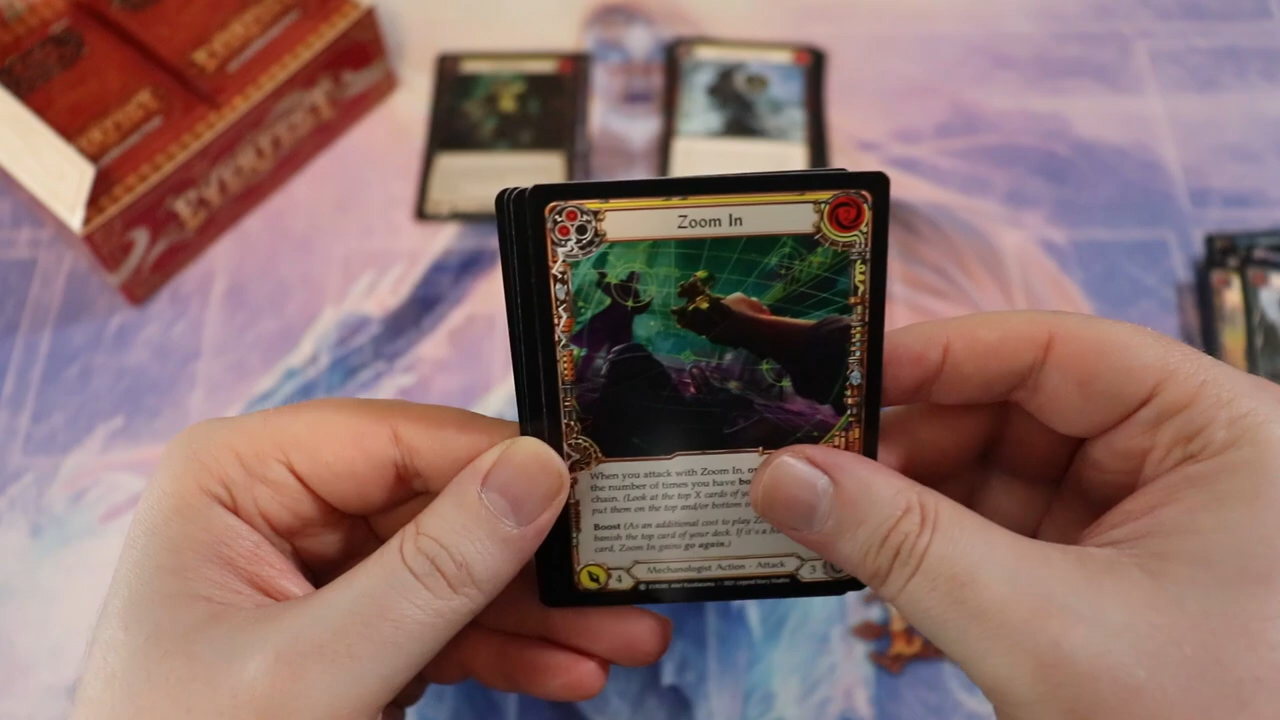 EVERFEST
EVERFEST
EVERFEST
Zoom In
When you attack with Zoom In,
the number of times you have
chain. (Look at the top X cards of
put them on the top and/or bottom
Boost (As an additional cost to play
banish the top card of your deck. If it's a
card, Zoom In gains go again.)
4
Mechanologist Action - Attack
3